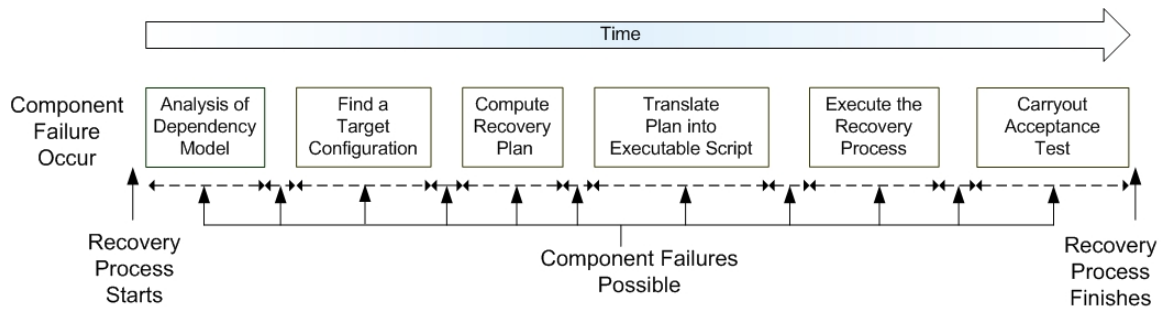 Time
Component
Failure
Occur
Analysis of
Dependency
Model
Find a
Target
Configuration
Compute
Recovery
Plan
Translate
Plan into
Executable Script
Execute the
Recovery
Process
Carryout
Acceptance
Test
Recovery
Process
Starts
Component Failures
Possible
Recovery
Process
Finishes